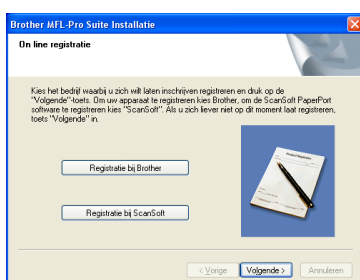 Brother MFL-Pro Suite Installatie
On line registratie
Kies het bedrijf waarbij u zich wilt laten inschrijven registreren en druk op de
"Volgende"-toets. Om uw apparaat te registreren kies Brother, om de ScanSoft PaperPort
software te registreren kies "ScanSoft". Als u zich liever niet op dit moment laat registreren,
toets "Volgende" in.
Registratie bij Brother
Registratie bij ScanSoft
< Vorige
Volgende >
Annuleren